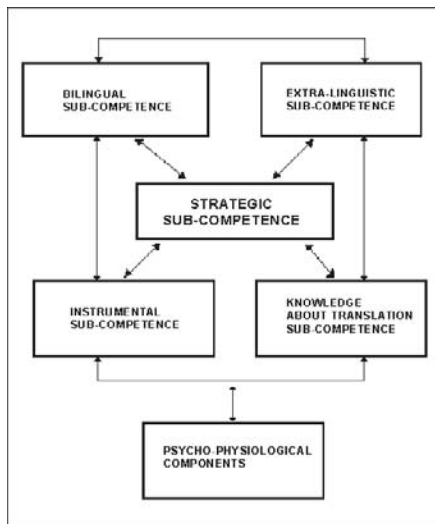 BILINGUAL
SUB-COMPETENCE
EXTRA-LINGUISTIC
SUB-COMPETENCE
STRATEGIC
SUB-COMPETENCE
INSTRUMENTAL
SUB-COMPETENCE
KNOWLEDGE
ABOUT TRANSLATION
SUB-COMPETENCE
PSYCHO-PHYSIOLOGICAL
COMPONENTS